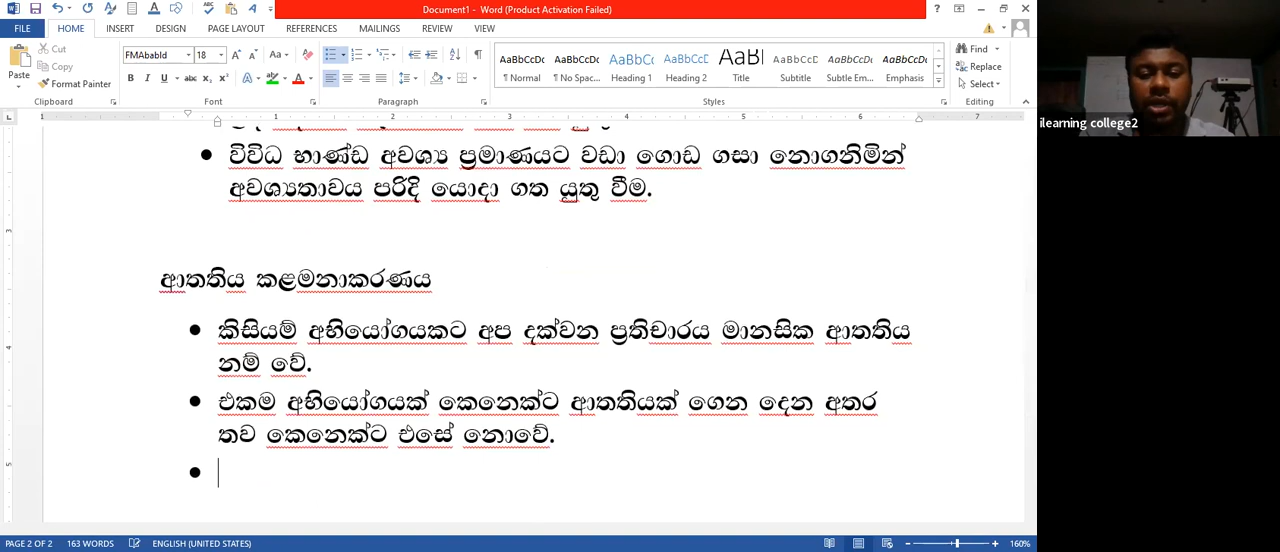 Document1 - Word (Product Activation Failed)
FILE HOME INSERT DESIGN PAGE LAYOUT REFERENCES MAILINGS REVIEW VIEW
Paste Cut Copy Format Painter
FMAbabld 18
AaBbCcDc AaBbCcDc AaBbCc AaBbCcD AaBl AaBbCcD AaBbCcDc AaBbCcDc
¶ Normal ¶ No Spac... Heading 1 Heading 2 Title Subtitle Subtle Em... Emphasis
Find Replace Select
Clipboard Font Paragraph Styles Editing
ilearning college2
• විවිධ භාණ්ඩ අවශ්‍ය ප්‍රමාණයට වඩා ගොඩ ගසා නොගනිමින්
අවශ්‍යතාවය පරිදි යොදා ගත යුතු වීම.
ආතතිය කළමනාකරණය
• කිසියම් අභියෝගයකට අප දක්වන ප්‍රතිචාරය මානසික ආතතිය
නම් වේ.
• එකම අභියෝගයක් කෙනෙක්ට ආතතියක් ගෙන දෙන අතර
තව කෙනෙක්ට එසේ නොවේ.
•
PAGE 2 OF 2 163 WORDS ENGLISH (UNITED STATES) 160%